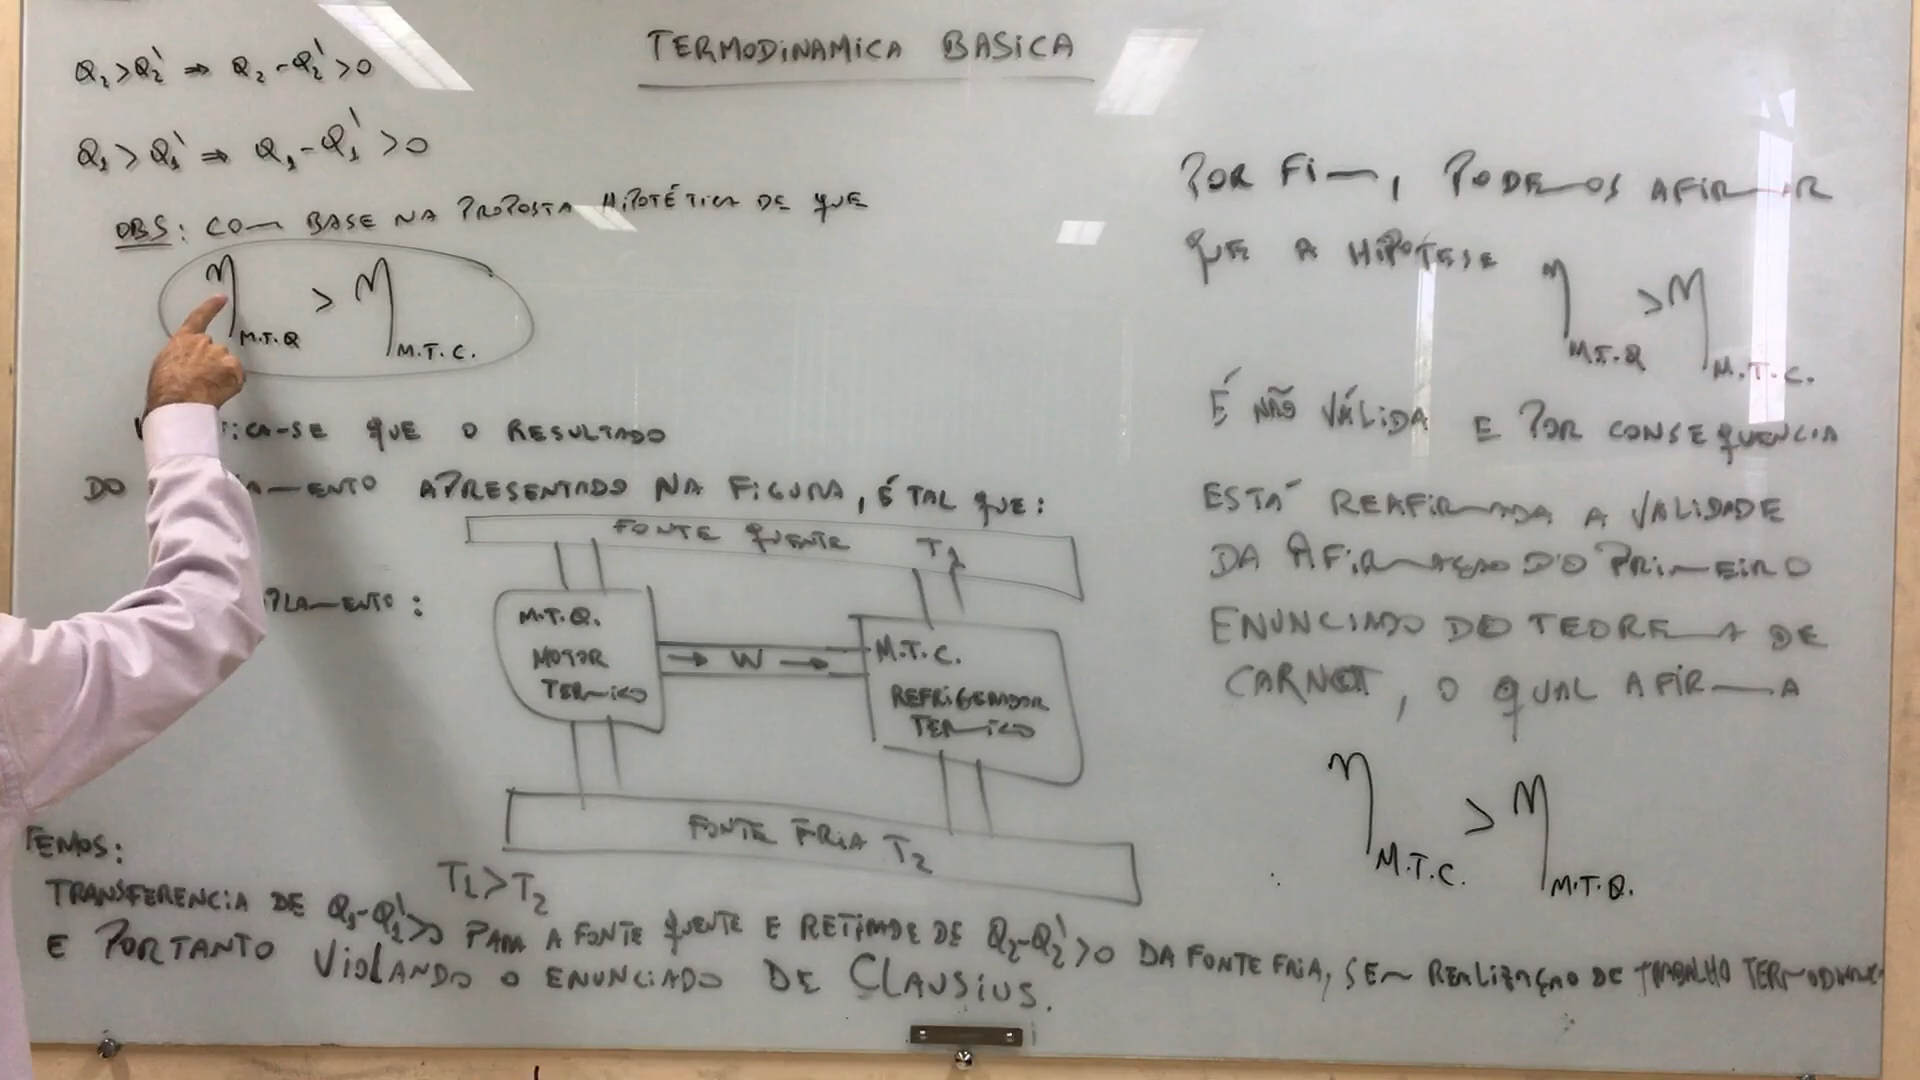 TERMODINAMICA BASICA
Q₂>Q₂' ⇒ Q₂-Q₂'>0
Q₁>Q₁' ⇒ Q₁-Q₁'>0
OBS: COM BASE NA PROPOSTA HIPOTÉTICA DE QUE
η|M.T.Q > η|M.T.C.
CA-SE QUE O RESULTADO
DO AMENTO APRESENTADO NA FIGURA, É TAL QUE:
PLAMENTO:
FONTE QUENTE T₁
M.T.Q.
MOTOR
TERMICO
→ W →
M.T.C.
REFRIGERADOR
TERMICO
FONTE FRIA T₂
T₁>T₂
TEMOS:
TRANSFERENCIA DE Q₁-Q₁'>0 PARA A FONTE QUENTE E DE Q₂-Q₂'>0 DA FONTE FRIA, SEM REALIZAÇÃO DE TRABALHO
E PORTANTO VIOLANDO O ENUNCIADO DE CLAUSIUS.
POR FIM, PODEMOS AFIRMAR
QUE A HIPOTESE η|M.T.Q > η|M.T.C.
É NÃO VÁLIDA E POR CONSEQUENCIA
ESTÁ REAFIRMADA A VALIDADE
DA AFIRMAÇÃO DO PRIMEIRO
ENUNCIADO DO TEOREMA DE
CARNOT, O QUAL AFIRMA
η|M.T.C. > η|M.T.Q.